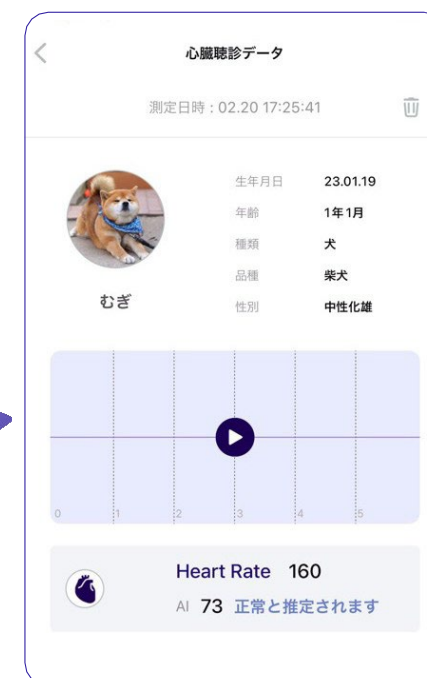 心臓聴診データ
測定日時 : 02.20 17:25:41
生年月日 23.01.19
年齢 1年1月
種類 犬
品種 柴犬
むぎ
性別 中性化雄
0 1 2 3 4 5
Heart Rate 160
AI 73 正常と推定されます